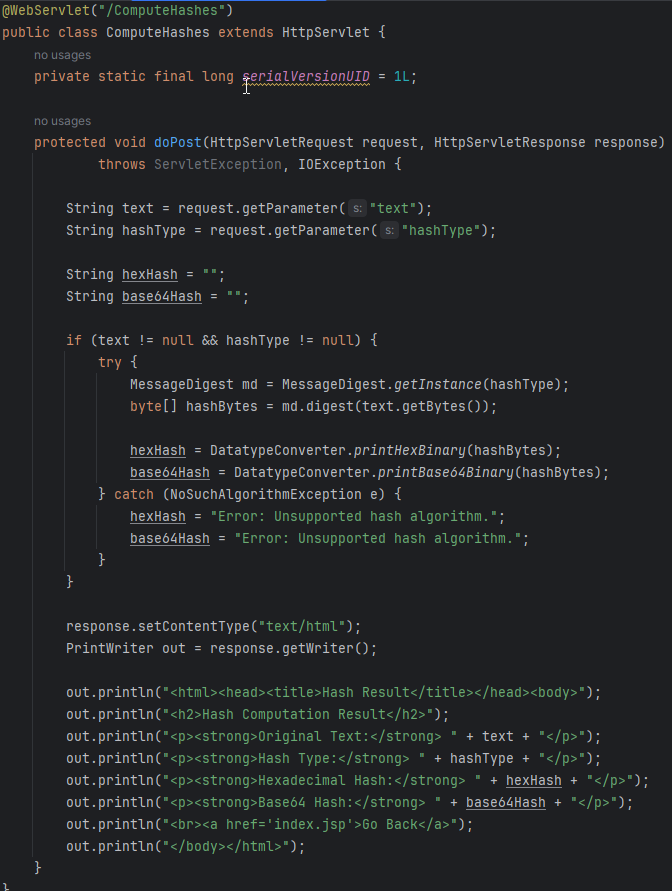 @WebServlet("/ComputeHashes")
public class ComputeHashes extends HttpServlet {
no usages
private static final long serialVersionUID = 1L;
no usages
protected void doPost(HttpServletRequest request, HttpServletResponse response)
throws ServletException, IOException {
String text = request.getParameter( s: "text");
String hashType = request.getParameter( s: "hashType");
String hexHash = "";
String base64Hash = "";
if (text != null && hashType != null) {
try {
MessageDigest md = MessageDigest.getInstance(hashType);
byte[] hashBytes = md.digest(text.getBytes());
hexHash = DatatypeConverter.printHexBinary(hashBytes);
base64Hash = DatatypeConverter.printBase64Binary(hashBytes);
} catch (NoSuchAlgorithmException e) {
hexHash = "Error: Unsupported hash algorithm.";
base64Hash = "Error: Unsupported hash algorithm.";
}
}
response.setContentType("text/html");
PrintWriter out = response.getWriter();
out.println("<html><head><title>Hash Result</title></head><body>");
out.println("<h2>Hash Computation Result</h2>");
out.println("<p><strong>Original Text:</strong> " + text + "</p>");
out.println("<p><strong>Hash Type:</strong> " + hashType + "</p>");
out.println("<p><strong>Hexadecimal Hash:</strong> " + hexHash + "</p>");
out.println("<p><strong>Base64 Hash:</strong> " + base64Hash + "</p>");
out.println("<br><a href='index.jsp'>Go Back</a>");
out.println("</body></html>");
}
}